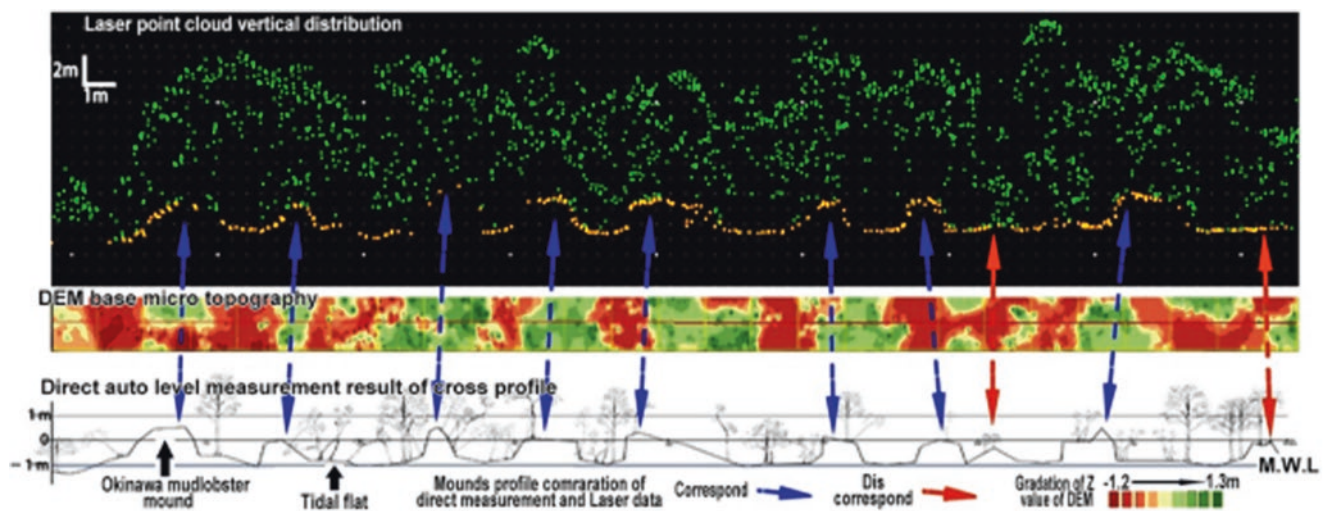 Laser point cloud vertical distribution
2m
1m
DEM base micro topography
Direct auto level measurement result of cross profile
1m
0
-1m
M.W.L
Okinawa mudlobster
mound
Tidal flat
Mounds profile comraration of
direct measurement and Laser data
Correspond
Dis
correspond
Gradation of Z
value of DEM
-1.2
1.3m